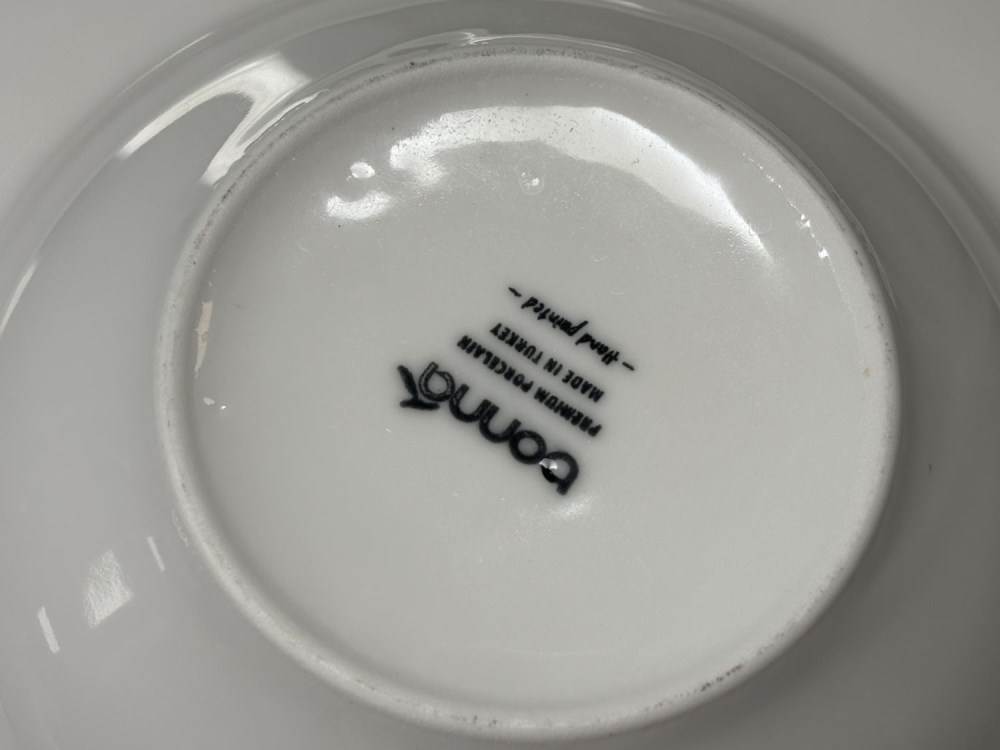 bonna
PREMIUM PORCELAIN
MADE IN TURKEY
– Hand painted ~